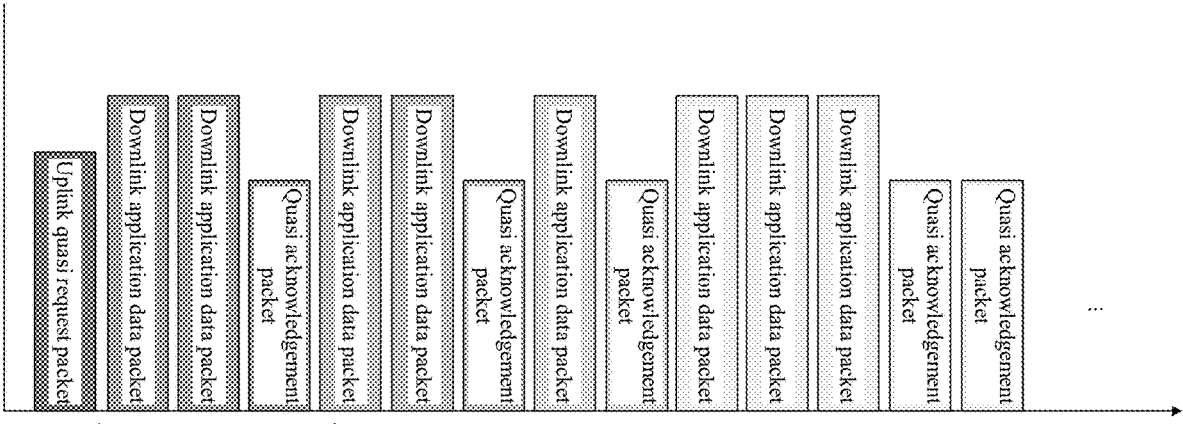 Uplink quasi request packet
Downlink application data packet
Downlink application data packet
Quasi acknowledgement
packet
Downlink application data packet
Downlink application data packet
Quasi acknowledgement
packet
Downlink application data packet
Quasi acknowledgement
packet
Downlink application data packet
Downlink application data packet
Downlink application data packet
Quasi acknowledgement
packet
Quasi acknowledgement
packet
...